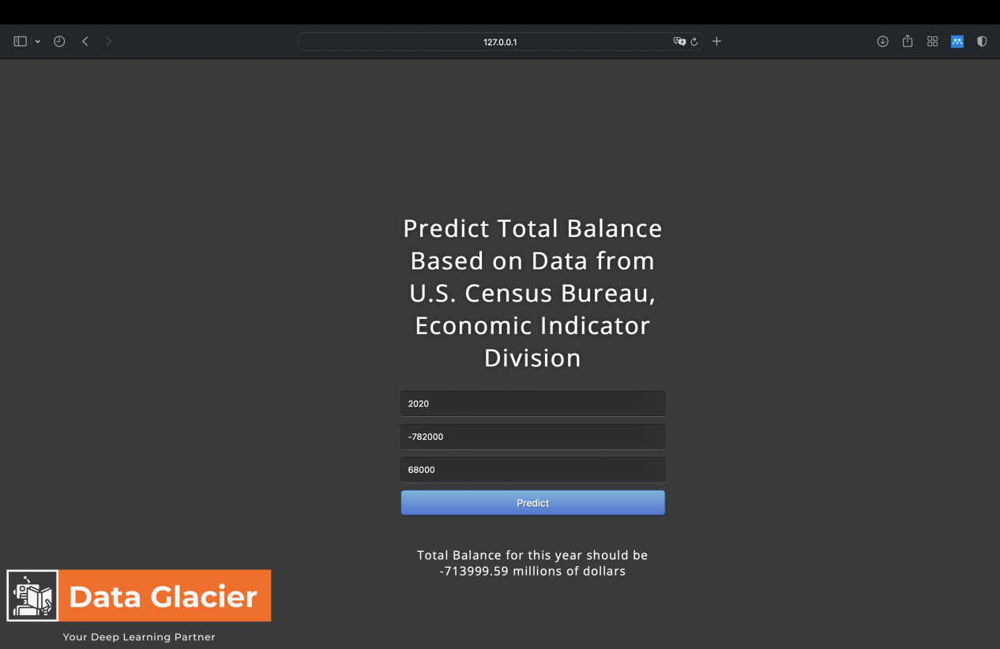 127.0.0.1
Predict Total Balance
Based on Data from
U.S. Census Bureau,
Economic Indicator
Division
2020
-782000
68000
Predict
Total Balance for this year should be
-713999.59 millions of dollars
Data Glacier
Your Deep Learning Partner